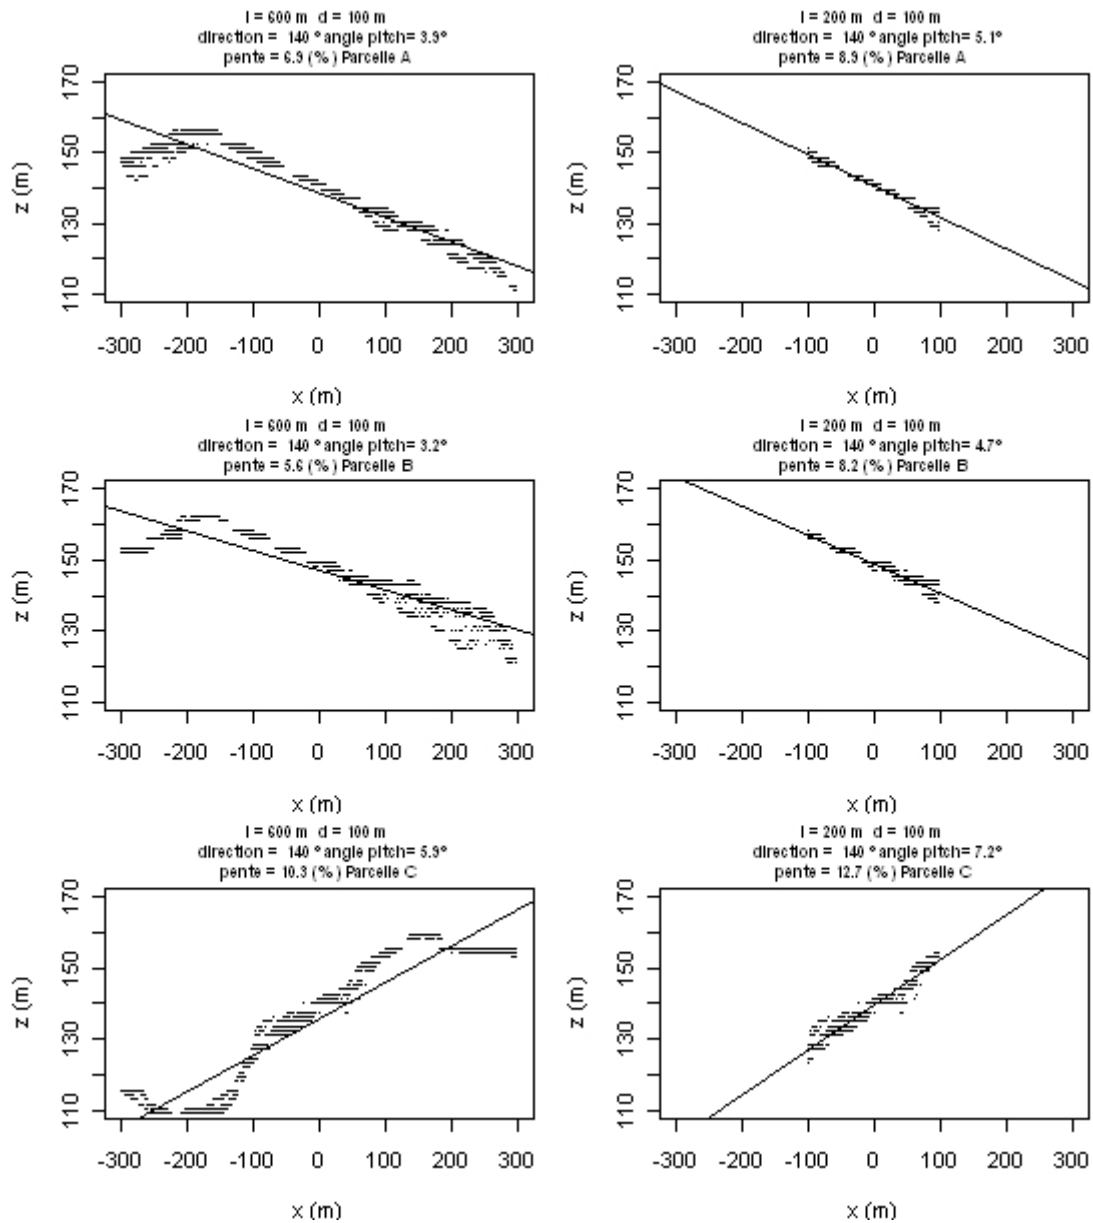 l = 600 m d = 100 m
direction = 140 ° angle pitch= 3.9°
pente = 6.9 (%) Parcelle A
170
150
130
110
z (m)
-300 -200 -100 0 100 200 300
x (m)
l = 200 m d = 100 m
direction = 140 ° angle pitch= 5.1°
pente = 8.9 (%) Parcelle A
170
150
130
110
z (m)
-300 -200 -100 0 100 200 300
x (m)
l = 600 m d = 100 m
direction = 140 ° angle pitch= 3.2°
pente = 5.6 (%) Parcelle B
170
150
130
110
z (m)
-300 -200 -100 0 100 200 300
x (m)
l = 200 m d = 100 m
direction = 140 ° angle pitch= 4.7°
pente = 8.2 (%) Parcelle B
170
150
130
110
z (m)
-300 -200 -100 0 100 200 300
x (m)
l = 600 m d = 100 m
direction = 140 ° angle pitch= 5.9°
pente = 10.3 (%) Parcelle C
170
150
130
110
z (m)
-300 -200 -100 0 100 200 300
x (m)
l = 200 m d = 100 m
direction = 140 ° angle pitch= 7.2°
pente = 12.7 (%) Parcelle C
170
150
130
110
z (m)
-300 -200 -100 0 100 200 300
x (m)